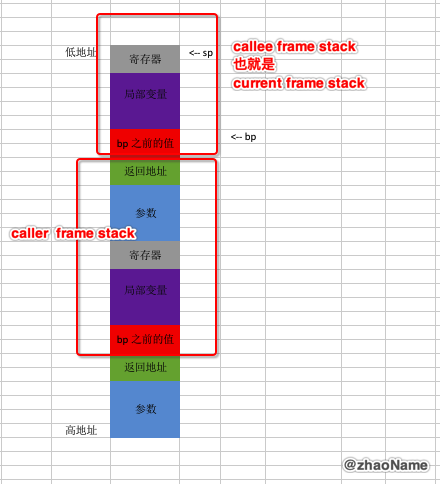 低地址
寄存器
<-- sp
callee frame stack
也就是
current frame stack
局部变量
<-- bp
bp 之前的值
返回地址
参数
caller  frame stack
寄存器
局部变量
bp 之前的值
返回地址
参数
高地址
@zhaoName